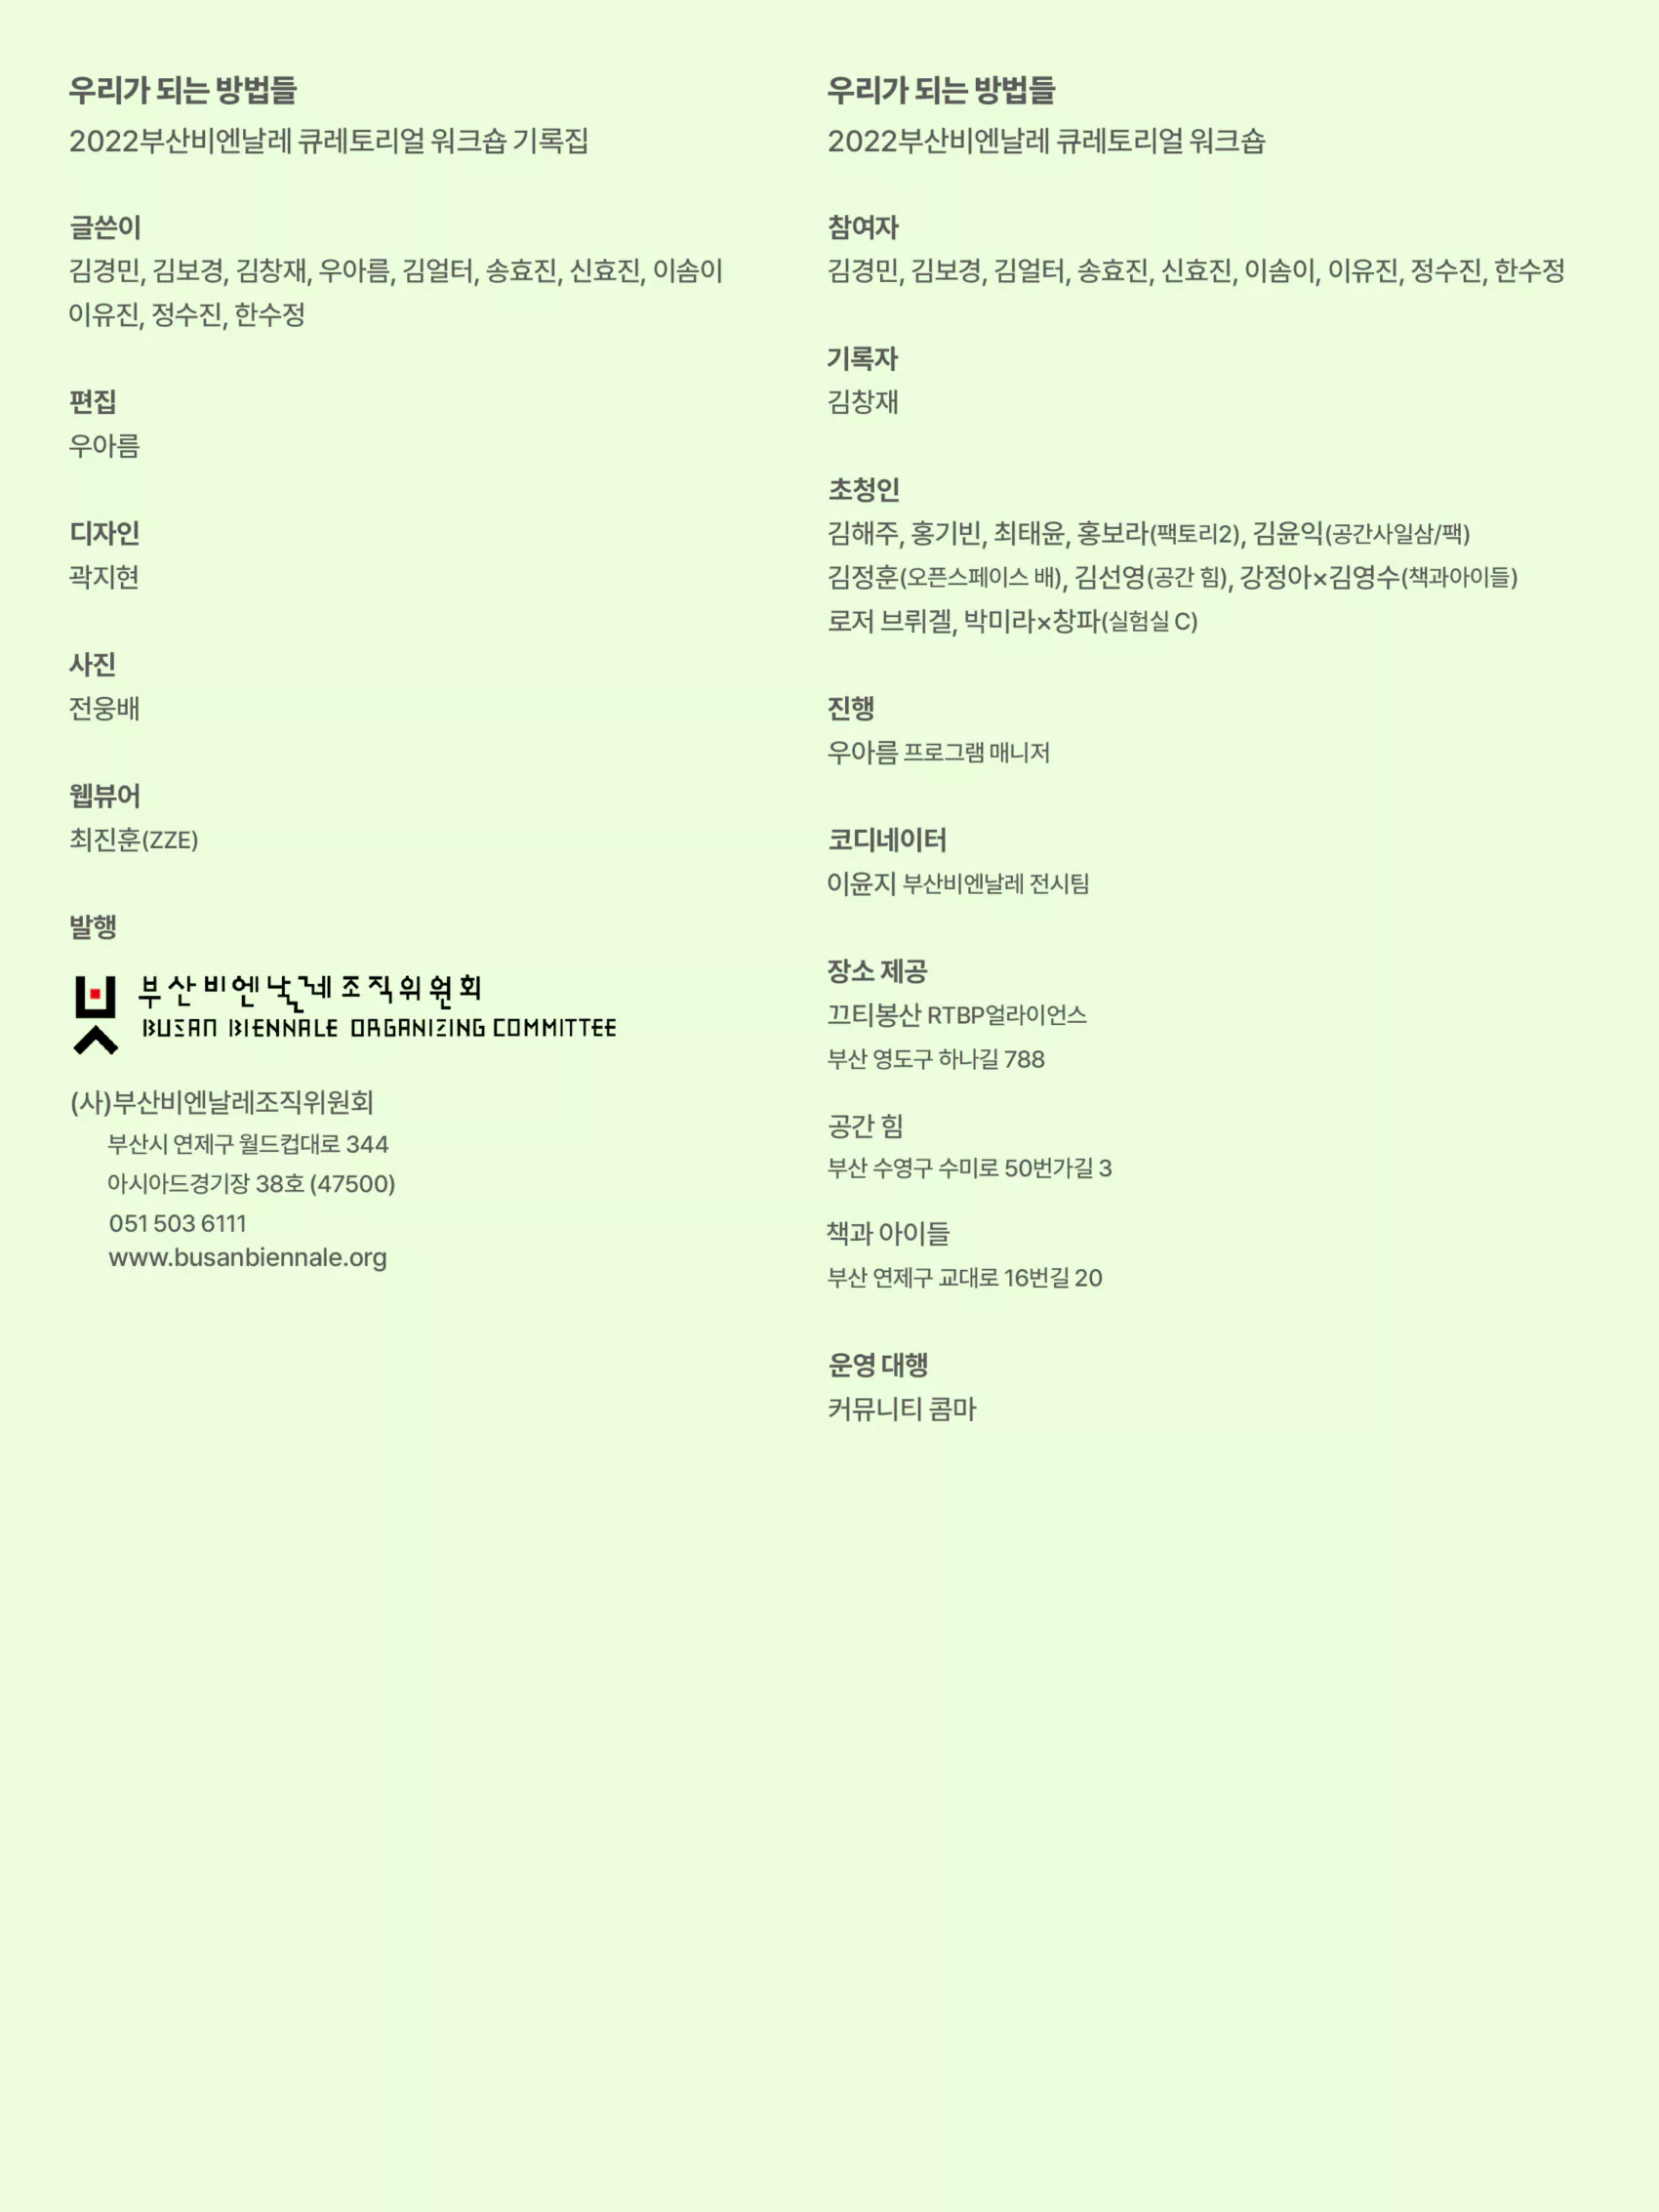 우리가 되는 방법들
2022부산비엔날레 큐레토리얼 워크숍 기록집
글쓴이
김경민, 김보경, 김창재, 우아름, 김얼터, 송효진, 신효진, 이솜이
이유진, 정수진, 한수정
편집
우아름
디자인
곽지현
사진
전웅배
웹뷰어
최진훈(ZZE)
발행
부산비엔날레조직위원회
BUSAN BIENNALE ORGANIZING COMMITTEE
(사)부산비엔날레조직위원회
부산시 연제구 월드컵대로 344
아시아드경기장 38호 (47500)
051 503 6111
www.busanbiennale.org
우리가 되는 방법들
2022부산비엔날레 큐레토리얼 워크숍
참여자
김경민, 김보경, 김얼터, 송효진, 신효진, 이솜이, 이유진, 정수진, 한수정
기록자
김창재
초청인
김해주, 홍기빈, 최태윤, 홍보라(팩토리2), 김윤익(공간사일삼/팩)
김정훈(오픈스페이스 배), 김선영(공간 힘), 강정아×김영수(책과아이들)
로저 브뤼겔, 박미라×창파(실험실 C)
진행
우아름 프로그램 매니저
코디네이터
이윤지 부산비엔날레 전시팀
장소 제공
끄티봉산 RTBP얼라이언스
부산 영도구 하나길 788
공간 힘
부산 수영구 수미로 50번가길 3
책과 아이들
부산 연제구 교대로 16번길 20
운영 대행
커뮤니티 콤마